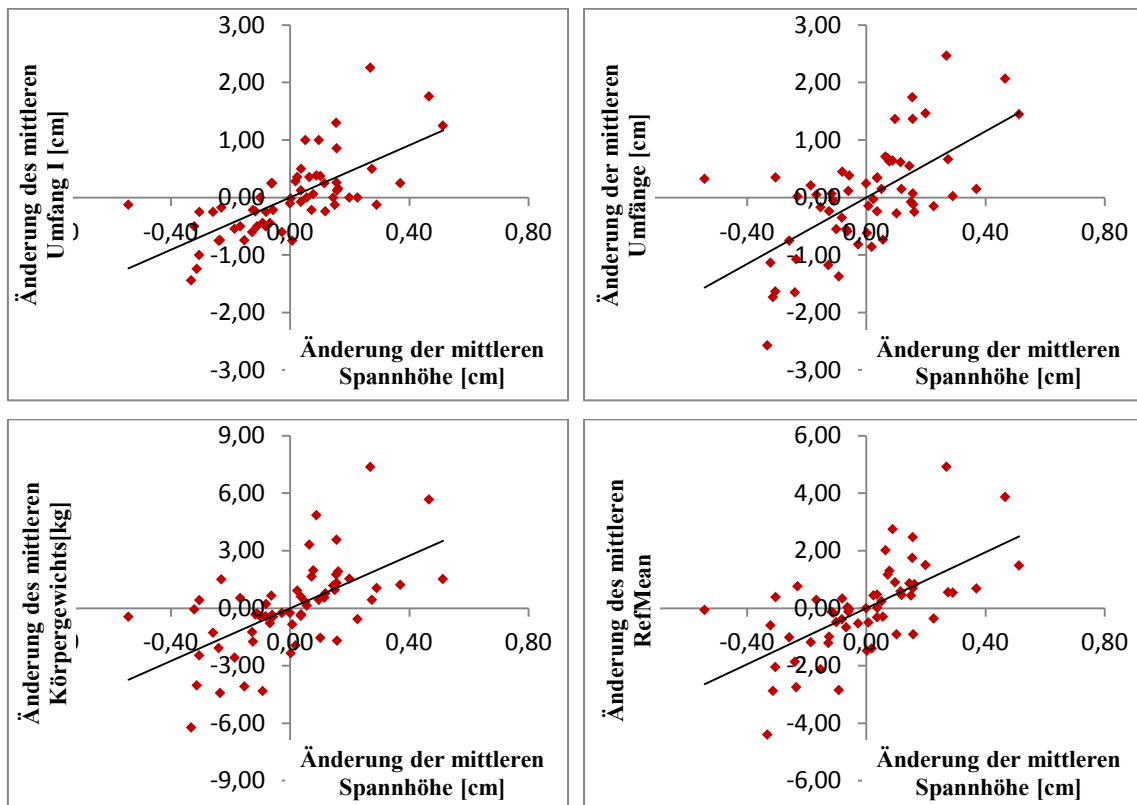 Änderung des mittleren
Umfang I [cm]
3,00
2,00
1,00
0,00
-1,00
-2,00
-3,00
-0,40
0,00
0,40
0,80
Änderung der mittleren
Spannhöhe [cm]
Änderung der mittleren
Umfänge [cm]
3,00
2,00
1,00
0,00
-1,00
-2,00
-3,00
-0,40
0,00
0,40
0,80
Änderung der mittleren
Spannhöhe [cm]
Änderung des mittleren
Körpergewichts[kg]
9,00
6,00
3,00
0,00
-3,00
-6,00
-9,00
-0,40
0,00
0,40
0,80
Änderung der mittleren
Spannhöhe [cm]
Änderung des mittleren
RefMean
6,00
4,00
2,00
0,00
-2,00
-4,00
-6,00
-0,40
0,00
0,40
0,80
Änderung der mittleren
Spannhöhe [cm]